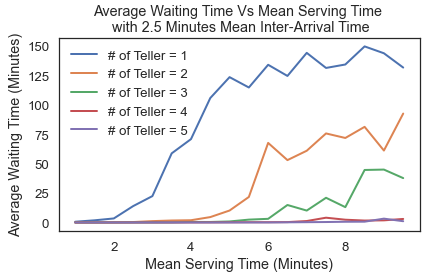 Average Waiting Time Vs Mean Serving Time
with 2.5 Minutes Mean Inter-Arrival Time
Average Waiting Time (Minutes)
150
125
100
75
50
25
0
# of Teller = 1
# of Teller = 2
# of Teller = 3
# of Teller = 4
# of Teller = 5
2 4 6 8
Mean Serving Time (Minutes)